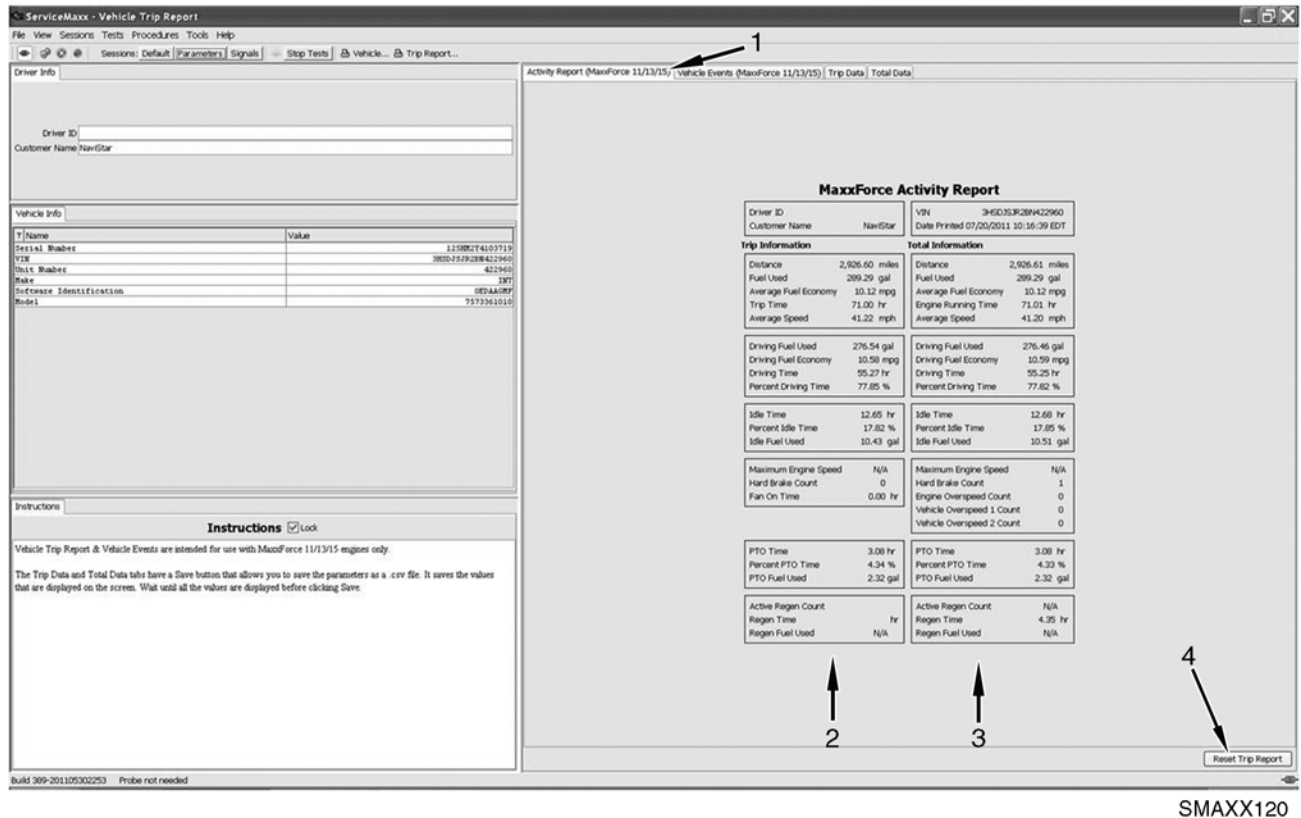 ServiceMaxx - Vehicle Trip Report
File View Sessions Tests Procedures Tools Help
Sessions: Default Parameters Signals Stop Tests Vehicle... Trip Report...
1
Driver Info
Driver ID
Customer Name NaviStar
Vehicle Info
Name Value
Serial Number 125HM2Y4103719
VIN 3HSDJSJR2BN422960
Unit Number 422960
Make INT
Software Identification
Model 7573361010
Instructions
Instructions Lock
Vehicle Trip Report & Vehicle Events are intended for use with MaxxForce 11/13/15 engines only.
The Trip Data and Total Data tabs have a Save button that allows you to save the parameters as a .csv file. It saves the values
that are displayed on the screen. Wait until all the values are displayed before clicking Save.
Activity Report (MaxxForce 11/13/15) Vehicle Events (MaxxForce 11/13/15) Trip Data Total Data
MaxxForce Activity Report
Driver ID
Customer Name NaviStar
VIN 3HSDJSJR2BN422960
Date Printed 07/20/2011 10:16:39 EDT
Trip Information
Distance 2,926.60 miles
Fuel Used 289.29 gal
Average Fuel Economy 10.12 mpg
Trip Time 71.00 hr
Average Speed 41.22 mph
Driving Fuel Used 276.54 gal
Driving Fuel Economy 10.58 mpg
Driving Time 55.27 hr
Percent Driving Time 77.85 %
Idle Time 12.65 hr
Percent Idle Time 17.82 %
Idle Fuel Used 10.43 gal
Maximum Engine Speed N/A
Hard Brake Count 0
Fan On Time 0.00 hr
PTO Time 3.08 hr
Percent PTO Time 4.34 %
PTO Fuel Used 2.32 gal
Active Regen Count
Regen Time hr
Regen Fuel Used N/A
Total Information
Distance 2,926.61 miles
Fuel Used 289.29 gal
Average Fuel Economy 10.12 mpg
Engine Running Time 71.01 hr
Average Speed 41.20 mph
Driving Fuel Used 276.46 gal
Driving Fuel Economy 10.59 mpg
Driving Time 55.25 hr
Percent Driving Time 77.82 %
Idle Time 12.68 hr
Percent Idle Time 17.85 %
Idle Fuel Used 10.51 gal
Maximum Engine Speed N/A
Hard Brake Count 1
Engine Overspeed Count 0
Vehicle Overspeed 1 Count 0
Vehicle Overspeed 2 Count 0
PTO Time 3.08 hr
Percent PTO Time 4.33 %
PTO Fuel Used 2.32 gal
Active Regen Count N/A
Regen Time 4.35 hr
Regen Fuel Used N/A
2
3
4
Reset Trip Report
Build 389-201105302253 Probe not needed
SMAXX120